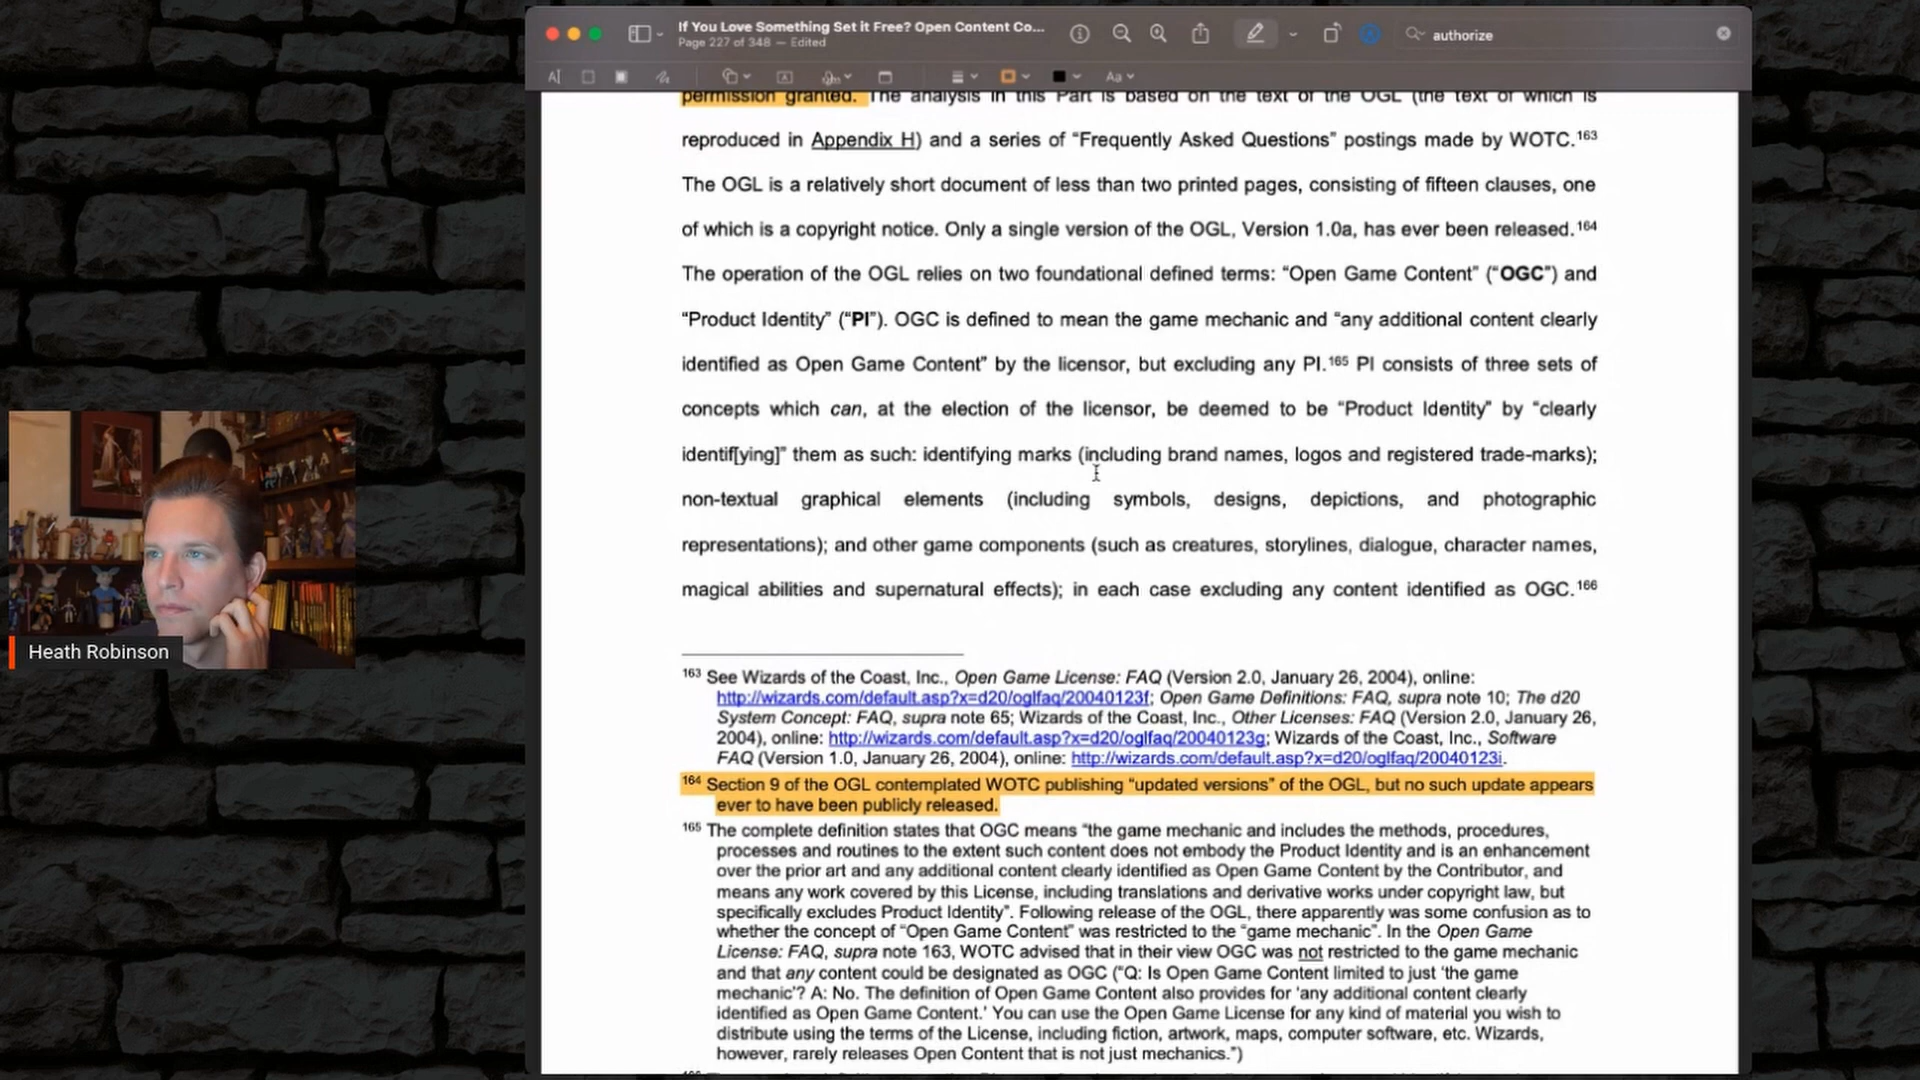 If You Love Something Set it Free? Open Content Co...
Page 227 of 348 — Edited
authorize
permission granted. The analysis in this Part is based on the text of the OGL (the text of which is
reproduced in Appendix H) and a series of “Frequently Asked Questions” postings made by WOTC.163
The OGL is a relatively short document of less than two printed pages, consisting of fifteen clauses, one
of which is a copyright notice. Only a single version of the OGL, Version 1.0a, has ever been released.164
The operation of the OGL relies on two foundational defined terms: “Open Game Content” (“OGC”) and
“Product Identity” (“PI”). OGC is defined to mean the game mechanic and “any additional content clearly
identified as Open Game Content” by the licensor, but excluding any PI.165 PI consists of three sets of
concepts which can, at the election of the licensor, be deemed to be “Product Identity” by “clearly
identif[ying]” them as such: identifying marks (including brand names, logos and registered trade-marks);
non-textual graphical elements (including symbols, designs, depictions, and photographic
representations); and other game components (such as creatures, storylines, dialogue, character names,
magical abilities and supernatural effects); in each case excluding any content identified as OGC.166
163 See Wizards of the Coast, Inc., Open Game License: FAQ (Version 2.0, January 26, 2004), online:
http://wizards.com/default.asp?x=d20/oglfaq/20040123f; Open Game Definitions: FAQ, supra note 10; The d20
System Concept: FAQ, supra note 65; Wizards of the Coast, Inc., Other Licenses: FAQ (Version 2.0, January 26,
2004), online: http://wizards.com/default.asp?x=d20/oglfaq/20040123g; Wizards of the Coast, Inc., Software
FAQ (Version 1.0, January 26, 2004), online: http://wizards.com/default.asp?x=d20/oglfaq/20040123i.
164 Section 9 of the OGL contemplated WOTC publishing “updated versions” of the OGL, but no such update appears
ever to have been publicly released.
165 The complete definition states that OGC means “the game mechanic and includes the methods, procedures,
processes and routines to the extent such content does not embody the Product Identity and is an enhancement
over the prior art and any additional content clearly identified as Open Game Content by the Contributor, and
means any work covered by this License, including translations and derivative works under copyright law, but
specifically excludes Product Identity”. Following release of the OGL, there apparently was some confusion as to
whether the concept of “Open Game Content” was restricted to the “game mechanic”. In the Open Game
License: FAQ, supra note 163, WOTC advised that in their view OGC was not restricted to the game mechanic
and that any content could be designated as OGC (“Q: Is Open Game Content limited to just ‘the game
mechanic’? A: No. The definition of Open Game Content also provides for ‘any additional content clearly
identified as Open Game Content.’ You can use the Open Game License for any kind of material you wish to
distribute using the terms of the License, including fiction, artwork, maps, computer software, etc. Wizards,
however, rarely releases Open Content that is not just mechanics.”)
Heath Robinson